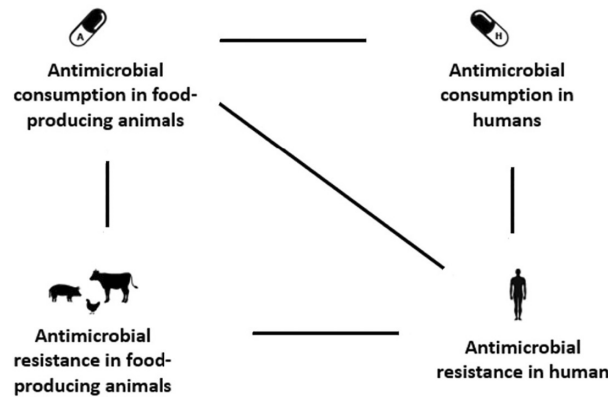 A
H
Antimicrobial
consumption in food-
producing animals
Antimicrobial
consumption in
humans
Antimicrobial
resistance in food-
producing animals
Antimicrobial
resistance in human